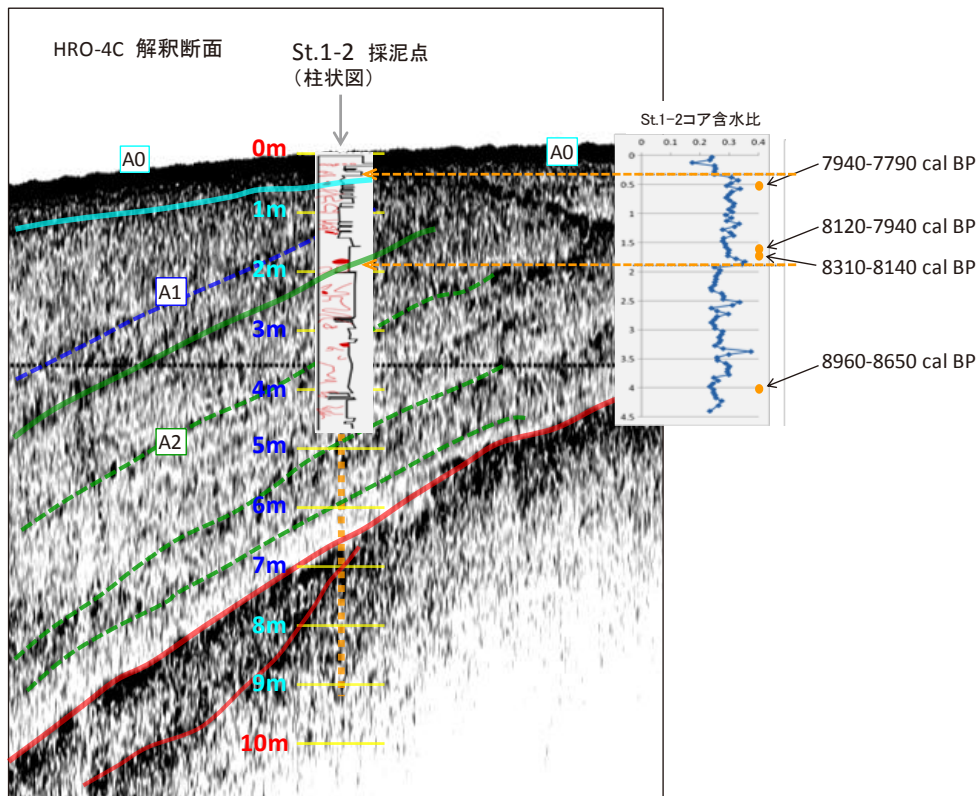 HRO-4C 解釈断面
St.1-2 採泥点
（柱状図）
St.1-2コア含水比
0 0.1 0.2 0.3 0.4
0
0.5
1
1.5
2
2.5
3
3.5
4
4.5
7940-7790 cal BP
8120-7940 cal BP
8310-8140 cal BP
8960-8650 cal BP
A0
A0
A1
A2
0m
1m
2m
3m
4m
5m
6m
7m
8m
9m
10m